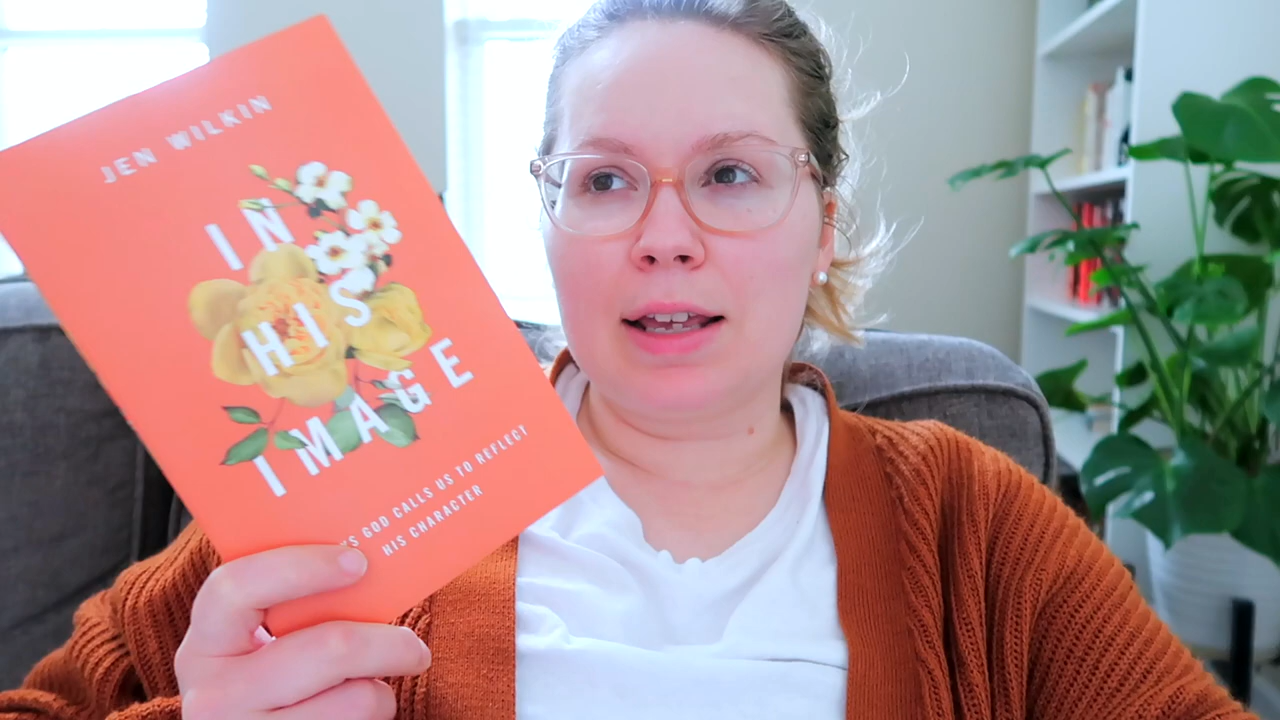 JEN WILKIN
IN
HIS
IMAGE
GOD CALLS US TO REFLECT
HIS CHARACTER